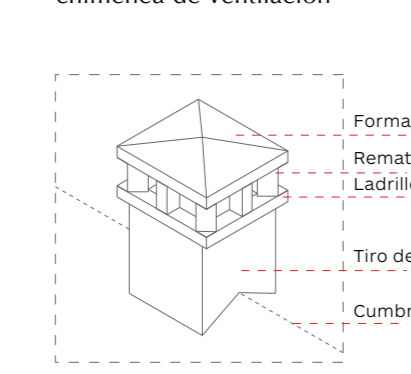 chimenea de ventilación
Forma
Remat
Ladrill
Tiro de
Cumbr